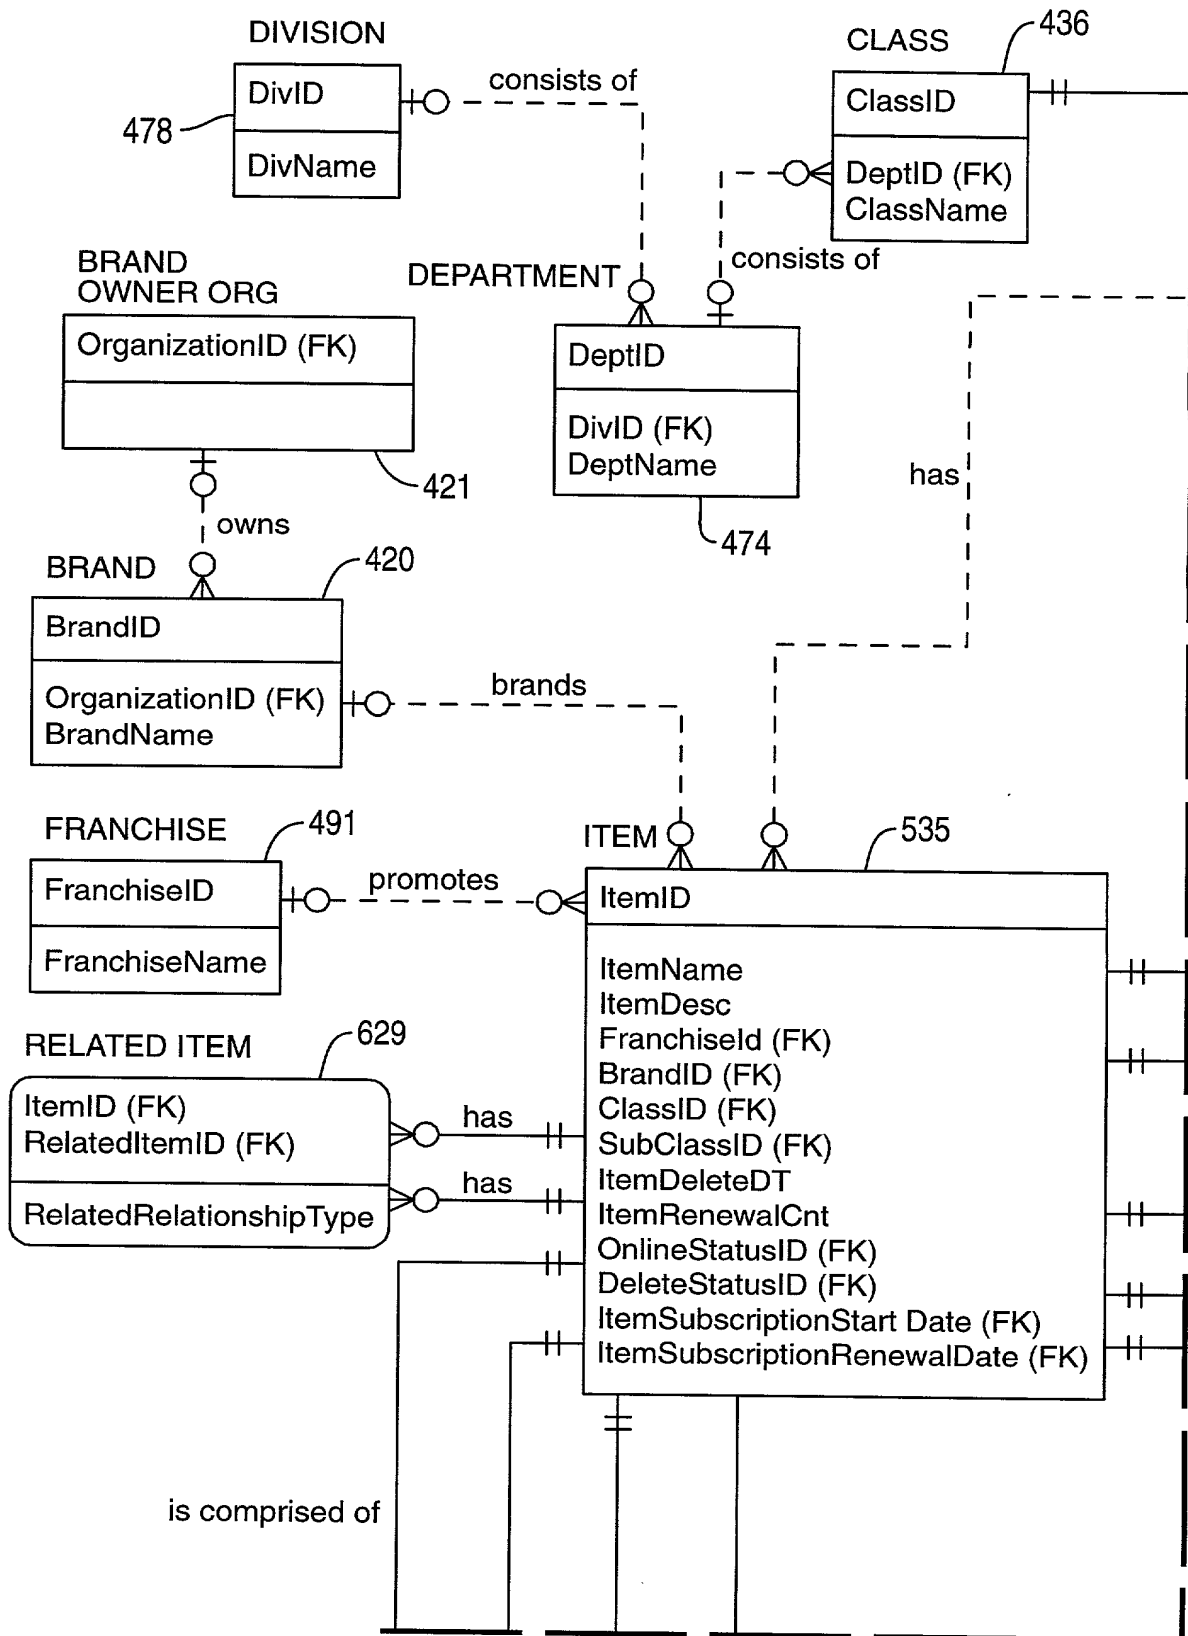 DIVISION
DivID
DivName
478
consists of
CLASS
436
ClassID
DeptID (FK)
ClassName
consists of
BRAND
OWNER ORG
OrganizationID (FK)
421
owns
DEPARTMENT
DeptID
DivID (FK)
DeptName
474
has
BRAND
420
BrandID
OrganizationID (FK)
BrandName
brands
FRANCHISE
491
FranchiseID
FranchiseName
promotes
ITEM
535
ItemID
ItemName
ItemDesc
FranchiseId (FK)
BrandID (FK)
ClassID (FK)
SubClassID (FK)
ItemDeleteDT
ItemRenewalCnt
OnlineStatusID (FK)
DeleteStatusID (FK)
ItemSubscriptionStart Date (FK)
ItemSubscriptionRenewalDate (FK)
RELATED ITEM
629
ItemID (FK)
RelatedItemID (FK)
RelatedRelationshipType
has
has
is comprised of